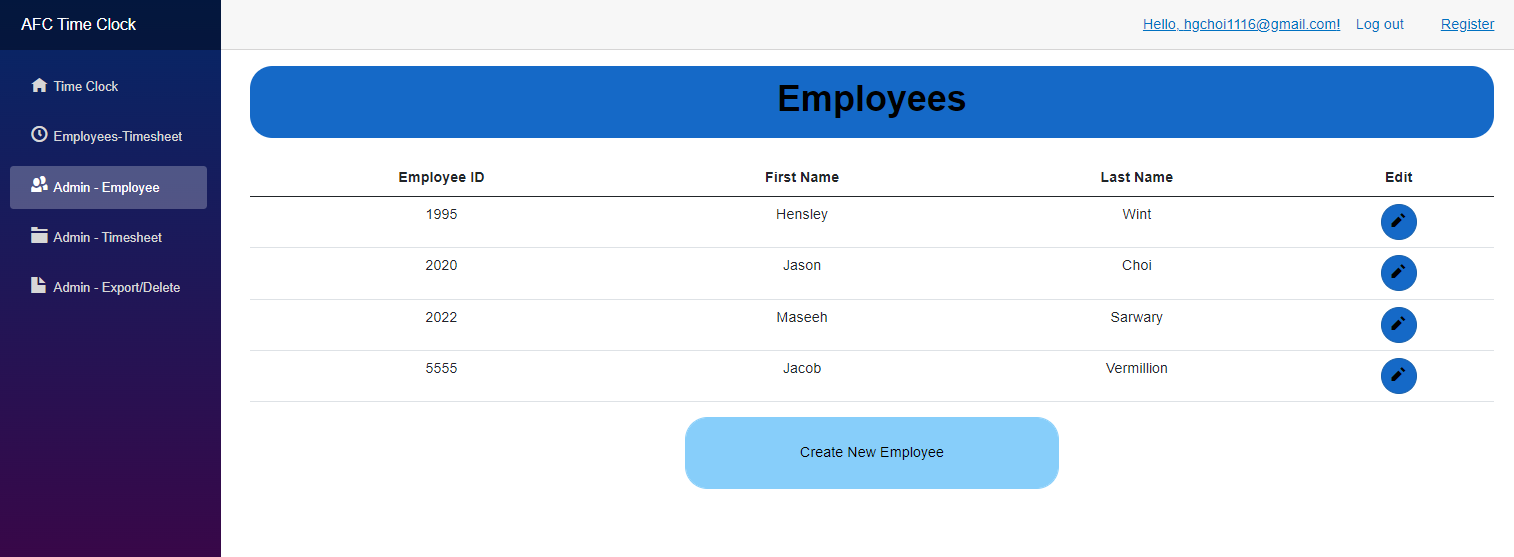 AFC Time Clock
Hello, hgchoi1116@gmail.com! Log out Register
Time Clock
Employees-Timesheet
Admin - Employee
Admin - Timesheet
Admin - Export/Delete
Employees
Employee ID First Name Last Name Edit
1995 Hensley Wint
2020 Jason Choi
2022 Maseeh Sarwary
5555 Jacob Vermillion
Create New Employee